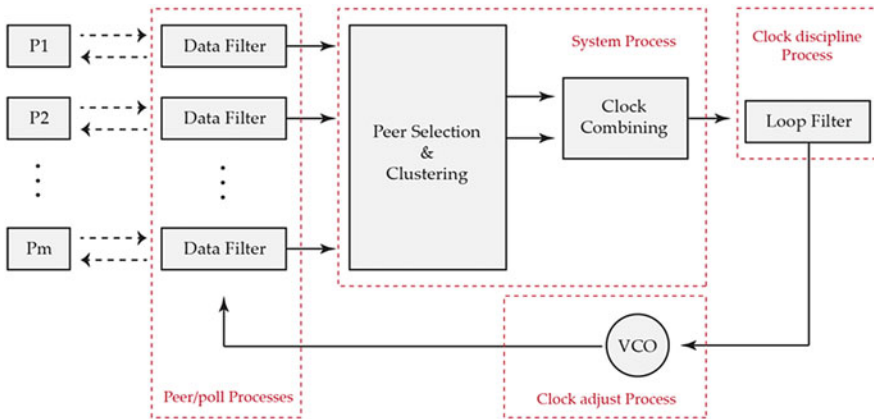 P1
Data Filter
System Process
Clock discipline
Process
P2
Data Filter
Peer Selection
&
Clustering
Clock
Combining
Loop Filter
Pm
Data Filter
VCO
Peer/poll Processes
Clock adjust Process